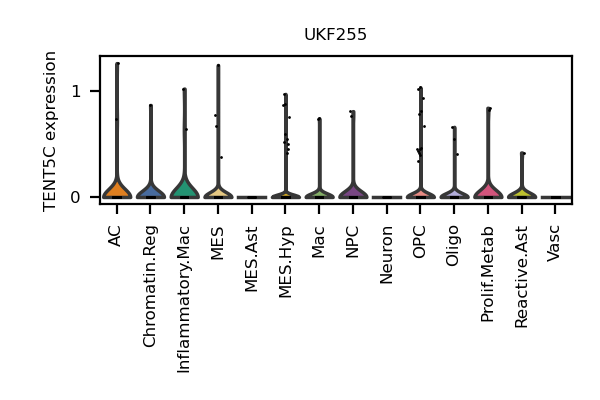 UKF255
TENT5C expression
1
0
AC
Chromatin.Reg
Inflammatory.Mac
MES
MES.Ast
MES.Hyp
Mac
NPC
Neuron
OPC
Oligo
Prolif.Metab
Reactive.Ast
Vasc